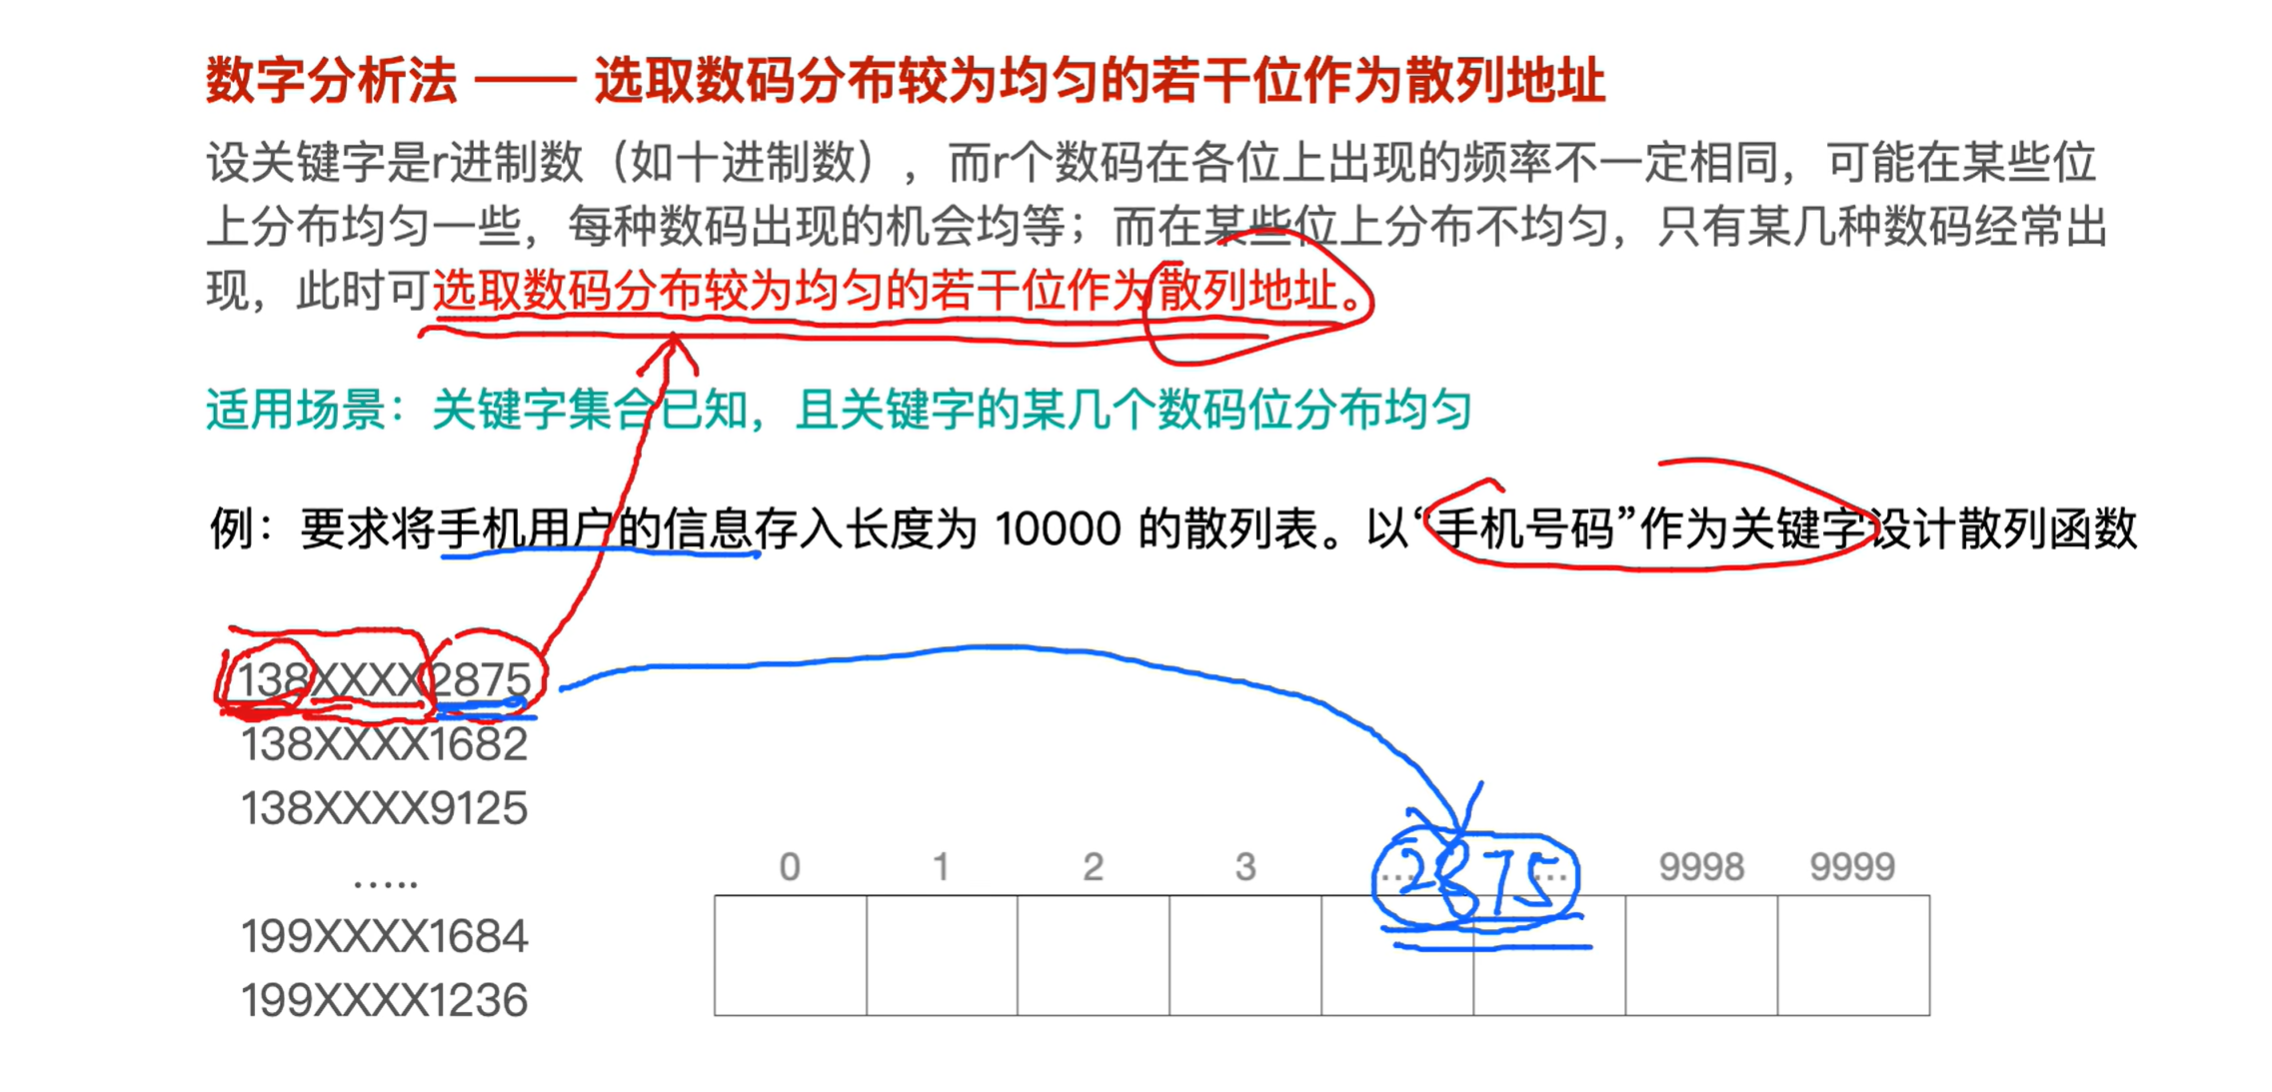 数字分析法 —— 选取数码分布较为均匀的若干位作为散列地址
设关键字是r进制数（如十进制数），而r个数码在各位上出现的频率不一定相同，可能在某些位
上分布均匀一些，每种数码出现的机会均等；而在某些位上分布不均匀，只有某几种数码经常出
现，此时可选取数码分布较为均匀的若干位作为散列地址。
适用场景：关键字集合已知，且关键字的某几个数码位分布均匀
例：要求将手机用户的信息存入长度为 10000 的散列表。以“手机号码”作为关键字设计散列函数
138XXXX2875
138XXXX1682
138XXXX9125
.....
199XXXX1684
199XXXX1236
0 1 2 3 ... ... 9998 9999
2875